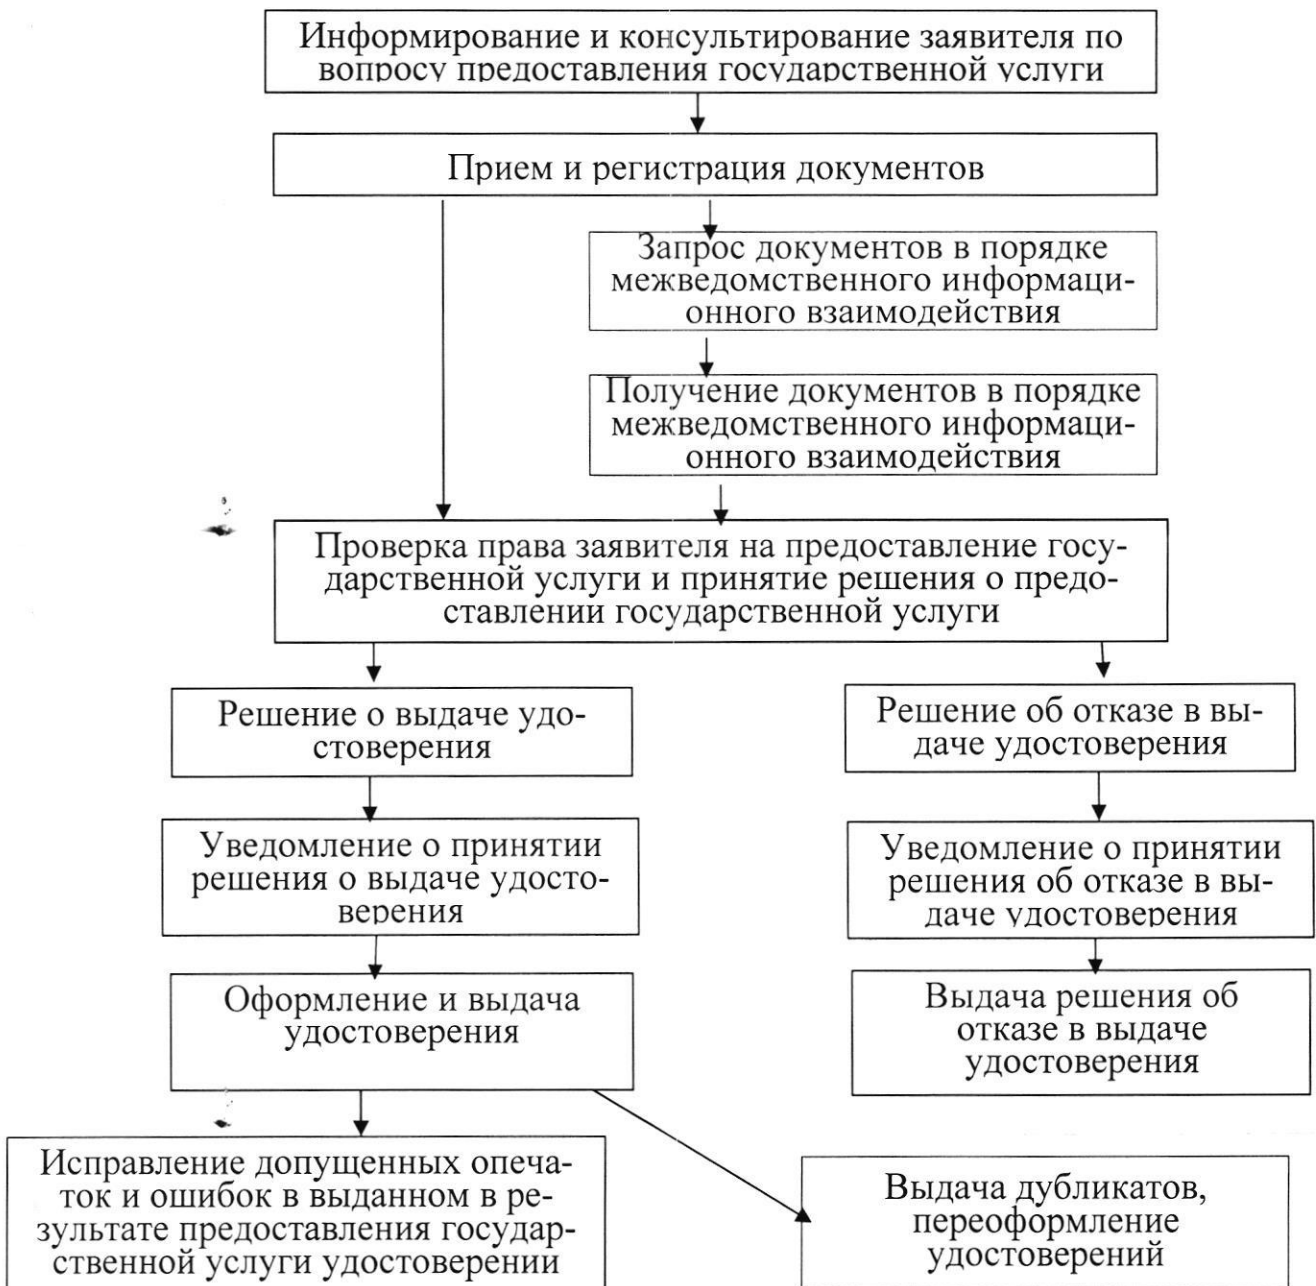 Информирование и консультирование заявителя по
вопросу предоставления государственной услуги
Прием и регистрация документов
Запрос документов в порядке
межведомственного информаци-
онного взаимодействия
Получение документов в порядке
межведомственного информаци-
онного взаимодействия
Проверка права заявителя на предоставление госу-
дарственной услуги и принятие решения о предо-
ставлении государственной услуги
Решение о выдаче удо-
стоверения
Решение об отказе в вы-
даче удостоверения
Уведомление о принятии
решения о выдаче удосто-
верения
Уведомление о принятии
решения об отказе в вы-
даче удостоверения
Оформление и выдача
удостоверения
Выдача решения об
отказе в выдаче
удостоверения
Исправление допущенных опеча-
ток и ошибок в выданном в ре-
зультате предоставления государ-
ственной услуги удостоверении
Выдача дубликатов,
переоформление
удостоверений